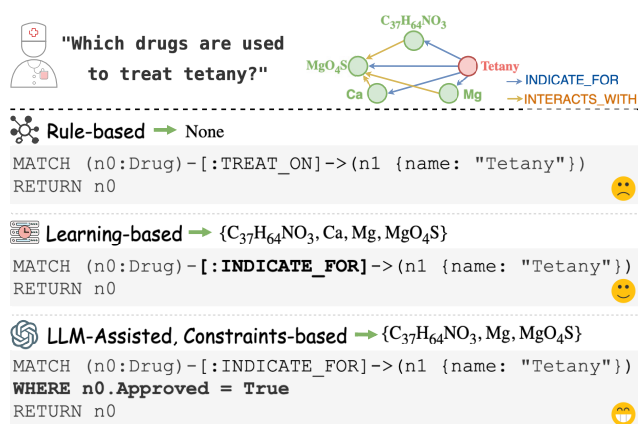 "Which drugs are used
to treat tetany?"
C₃₇H₆₄NO₃
MgO₄S
Tetany
Ca
Mg
INDICATE_FOR
INTERACTS_WITH
Rule-based → None
MATCH (n0:Drug)-[:TREAT_ON]->(n1 {name: "Tetany"})
RETURN n0
Learning-based → {C₃₇H₆₄NO₃, Ca, Mg, MgO₄S}
MATCH (n0:Drug)-[:INDICATE_FOR]->(n1 {name: "Tetany"})
RETURN n0
LLM-Assisted, Constraints-based → {C₃₇H₆₄NO₃, Mg, MgO₄S}
MATCH (n0:Drug)-[:INDICATE_FOR]->(n1 {name: "Tetany"})
WHERE n0.Approved = True
RETURN n0